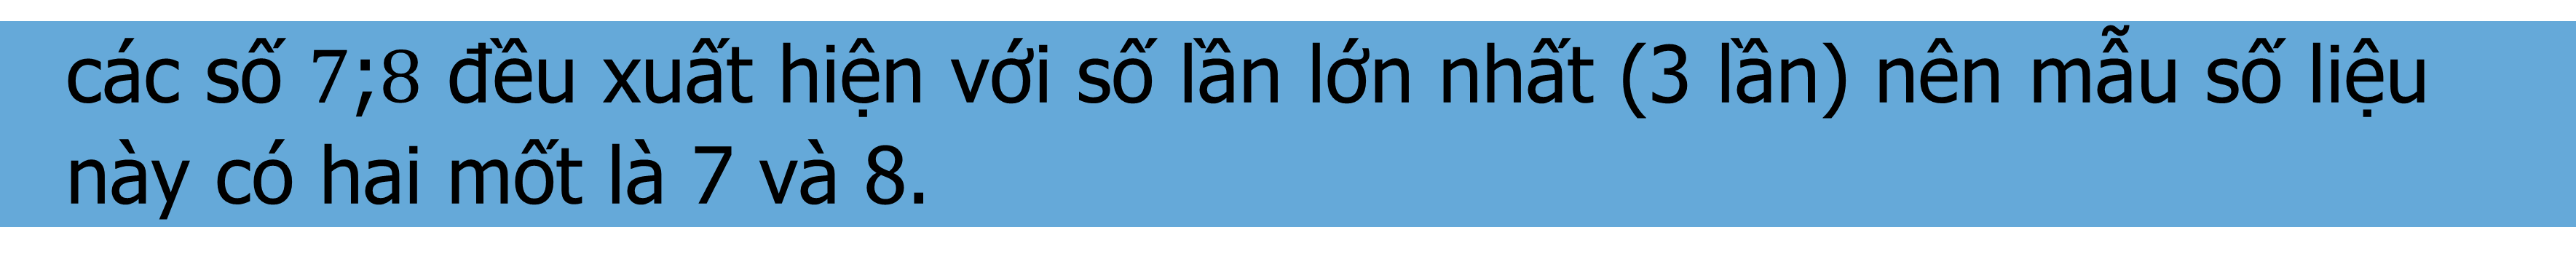 các số 7;8 đều xuất hiện với số lần lớn nhất (3 lần) nên mẫu số liệu
này có hai mốt là 7 và 8.